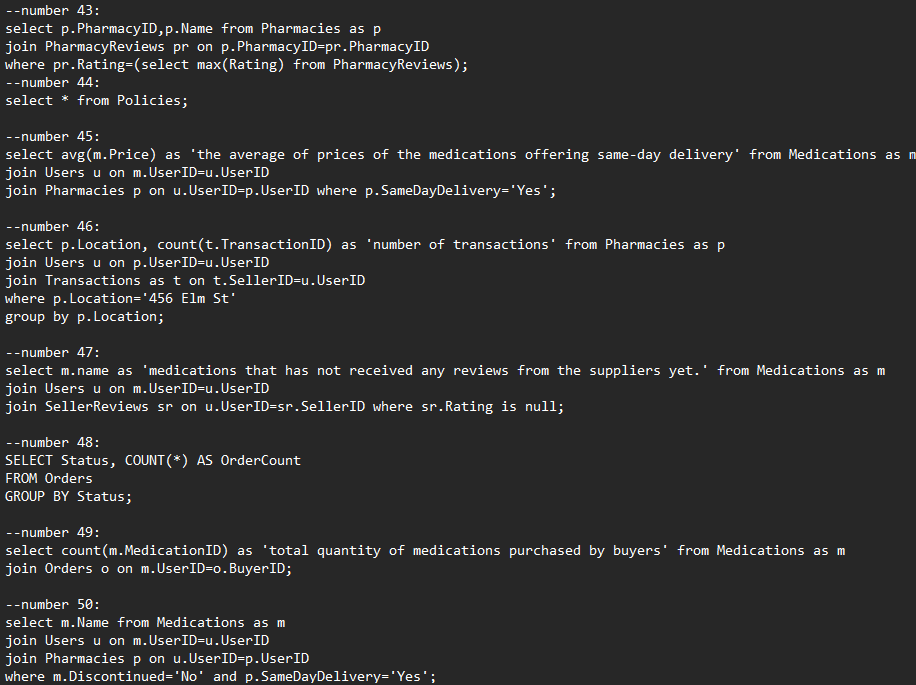 --number 43:
select p.PharmacyID,p.Name from Pharmacies as p
join PharmacyReviews pr on p.PharmacyID=pr.PharmacyID
where pr.Rating=(select max(Rating) from PharmacyReviews);
--number 44:
select * from Policies;
--number 45:
select avg(m.Price) as 'the average of prices of the medications offering same-day delivery' from Medications as m
join Users u on m.UserID=u.UserID
join Pharmacies p on u.UserID=p.UserID where p.SameDayDelivery='Yes';
--number 46:
select p.Location, count(t.TransactionID) as 'number of transactions' from Pharmacies as p
join Users u on p.UserID=u.UserID
join Transactions as t on t.SellerID=u.UserID
where p.Location='456 Elm St'
group by p.Location;
--number 47:
select m.name as 'medications that has not received any reviews from the suppliers yet.' from Medications as m
join Users u on m.UserID=u.UserID
join SellerReviews sr on u.UserID=sr.SellerID where sr.Rating is null;
--number 48:
SELECT Status, COUNT(*) AS OrderCount
FROM Orders
GROUP BY Status;
--number 49:
select count(m.MedicationID) as 'total quantity of medications purchased by buyers' from Medications as m
join Orders o on m.UserID=o.BuyerID;
--number 50:
select m.Name from Medications as m
join Users u on m.UserID=u.UserID
join Pharmacies p on u.UserID=p.UserID
where m.Discontinued='No' and p.SameDayDelivery='Yes';